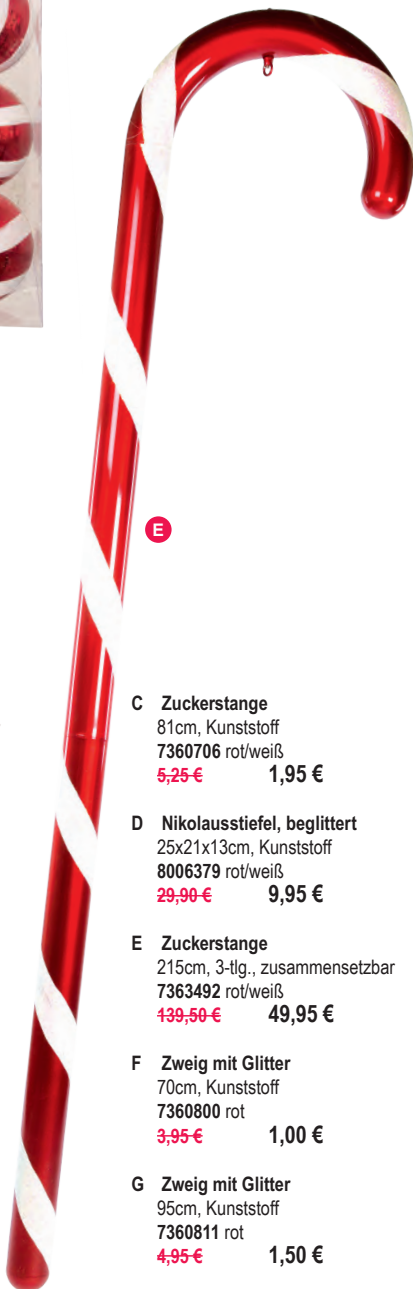 E
C Zuckerstange
81cm, Kunststoff
7360706 rot/weiß
5,25 € 1,95 €
D Nikolausstiefel, beglittert
25x21x13cm, Kunststoff
8006379 rot/weiß
29,90 € 9,95 €
E Zuckerstange
215cm, 3-tlg., zusammensetzbar
7363492 rot/weiß
139,50 € 49,95 €
F Zweig mit Glitter
70cm, Kunststoff
7360800 rot
3,95 € 1,00 €
G Zweig mit Glitter
95cm, Kunststoff
7360811 rot
4,95 € 1,50 €